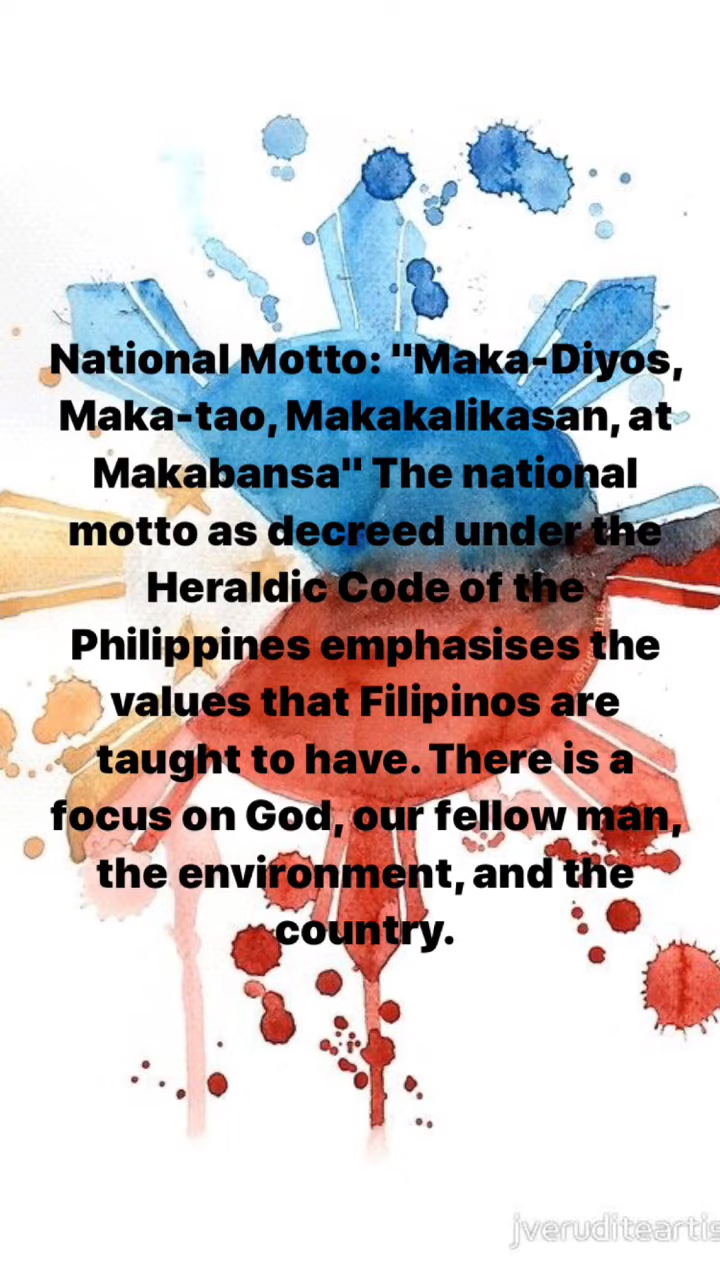 National Motto: "Maka-Diyos,
Maka-tao, Makakalikasan, at
Makabansa" The national
motto as decreed under the
Heraldic Code of the
Philippines emphasises the
values that Filipinos are
taught to have. There is a
focus on God, our fellow man,
the environment, and the
country.
jveruditeartis